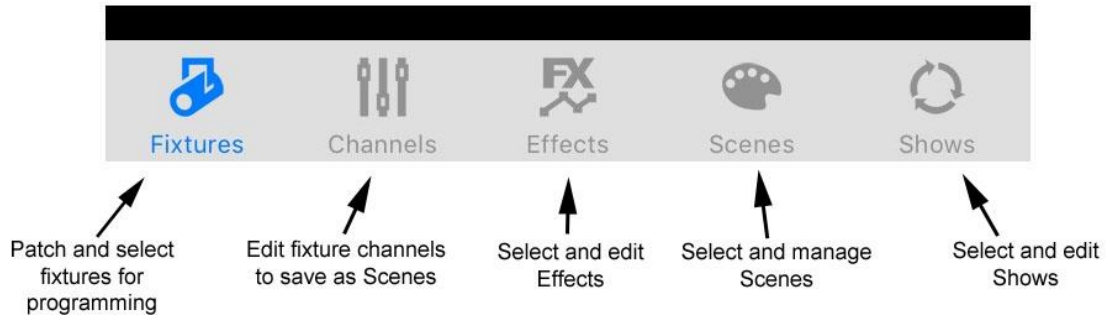 FX
Fixtures
Channels
Effects
Scenes
Shows
Patch and select
fixtures for
programming
Edit fixture channels
to save as Scenes
Select and edit
Effects
Select and manage
Scenes
Select and edit
Shows